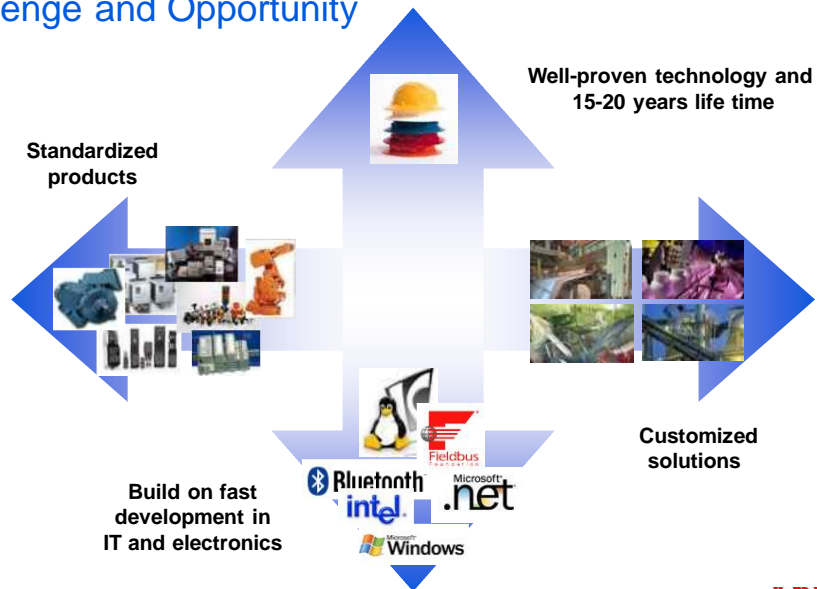 enge and Opportunity
Well-proven technology and
15-20 years life time
Standardized
products
Fieldbus
Foundation
Customized
solutions
Bluetooth
Microsoft
.net
intel.
Build on fast
development in
IT and electronics
Microsoft
Windows